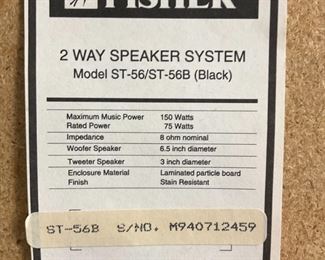 FISHER
2 WAY SPEAKER SYSTEM
Model ST-56/ST-56B (Black)
Maximum Music Power 150 Watts
Rated Power 75 Watts
Impedance 8 ohm nominal
Woofer Speaker 6.5 inch diameter
Tweeter Speaker 3 inch diameter
Enclosure Material Laminated particle board
Finish Stain Resistant
ST-56B S/NO. M940712459